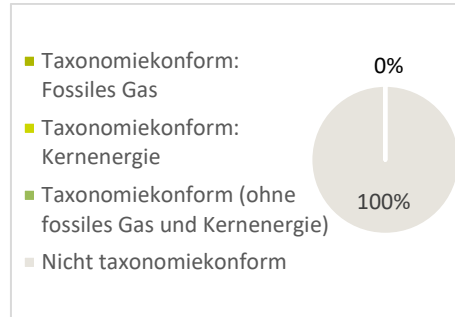 Taxonomiekonform:
Fossiles Gas
Taxonomiekonform:
Kernenergie
Taxonomiekonform (ohne
fossiles Gas und Kernenergie)
Nicht taxonomiekonform
0%
100%